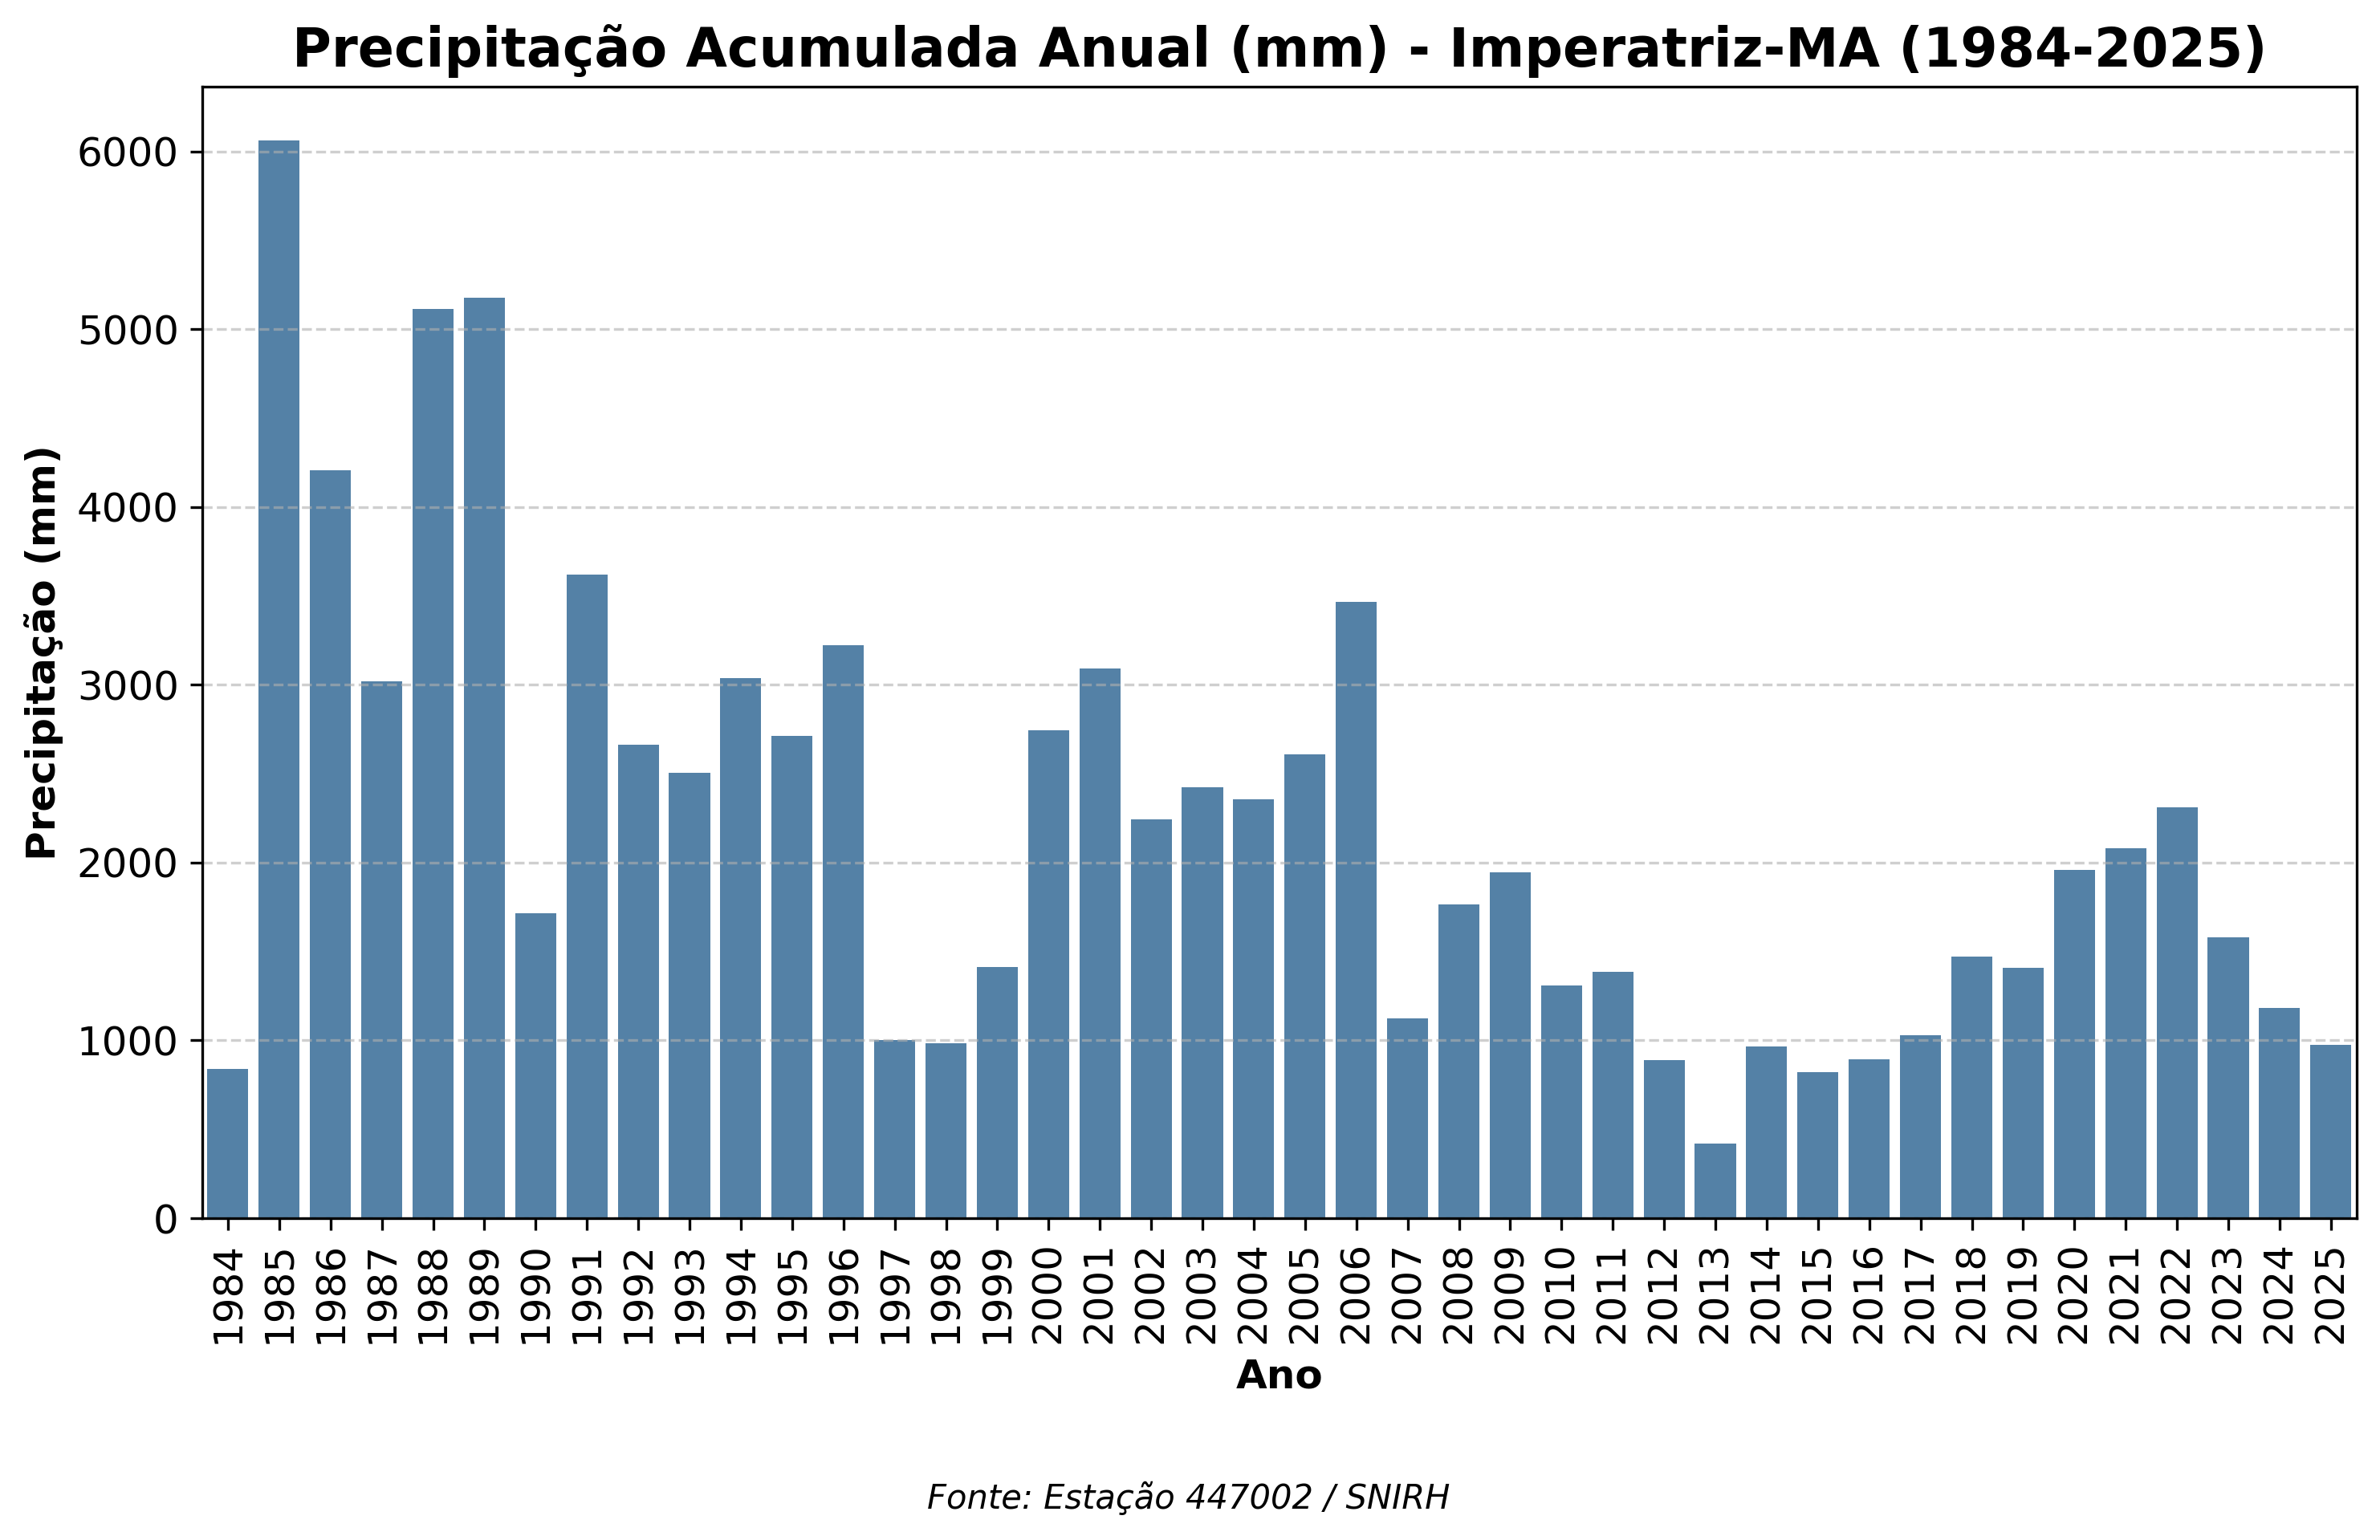 Precipitação Acumulada Anual (mm) - Imperatriz-MA (1984-2025)
Precipitação (mm)
6000
5000
4000
3000
2000
1000
0
1984 1985 1986 1987 1988 1989 1990 1991 1992 1993 1994 1995 1996 1997 1998 1999 2000 2001 2002 2003 2004 2005 2006 2007 2008 2009 2010 2011 2012 2013 2014 2015 2016 2017 2018 2019 2020 2021 2022 2023 2024 2025
Ano
Fonte: Estação 447002 / SNIRH